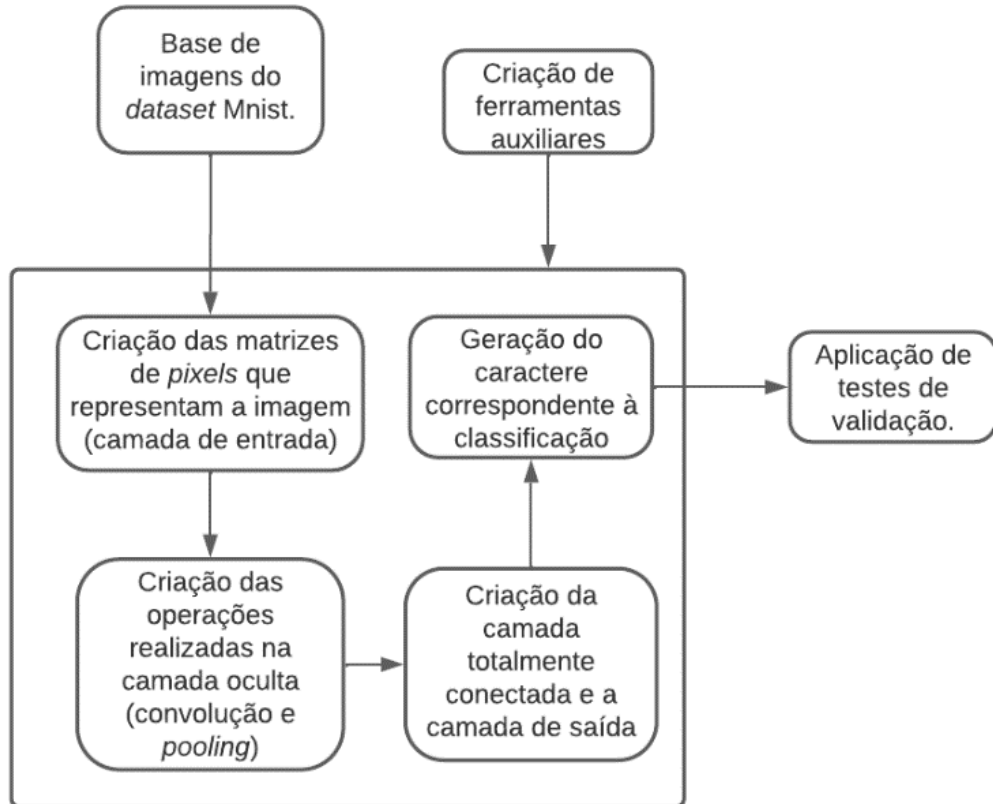 Base de
imagens do
dataset Mnist.
Criação de
ferramentas
auxiliares
Criação das matrizes
de pixels que
representam a imagem
(camada de entrada)
Criação das
operações
realizadas na
camada oculta
(convolução e
pooling)
Criação da
camada
totalmente
conectada e a
camada de saída
Geração do
caractere
correspondente à
classificação
Aplicação de
testes de
validação.